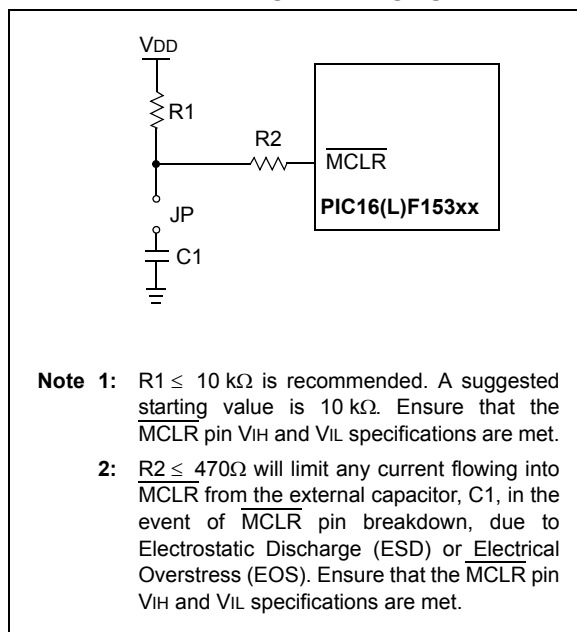 VDD
R1
R2
MCLR
PIC16(L)F153xx
JP
C1
Note 1: R1 ≤ 10 kΩ is recommended. A suggested
starting value is 10 kΩ. Ensure that the
MCLR pin VIH and VIL specifications are met.
2: R2 ≤ 470Ω will limit any current flowing into
MCLR from the external capacitor, C1, in the
event of MCLR pin breakdown, due to
Electrostatic Discharge (ESD) or Electrical
Overstress (EOS). Ensure that the MCLR pin
VIH and VIL specifications are met.